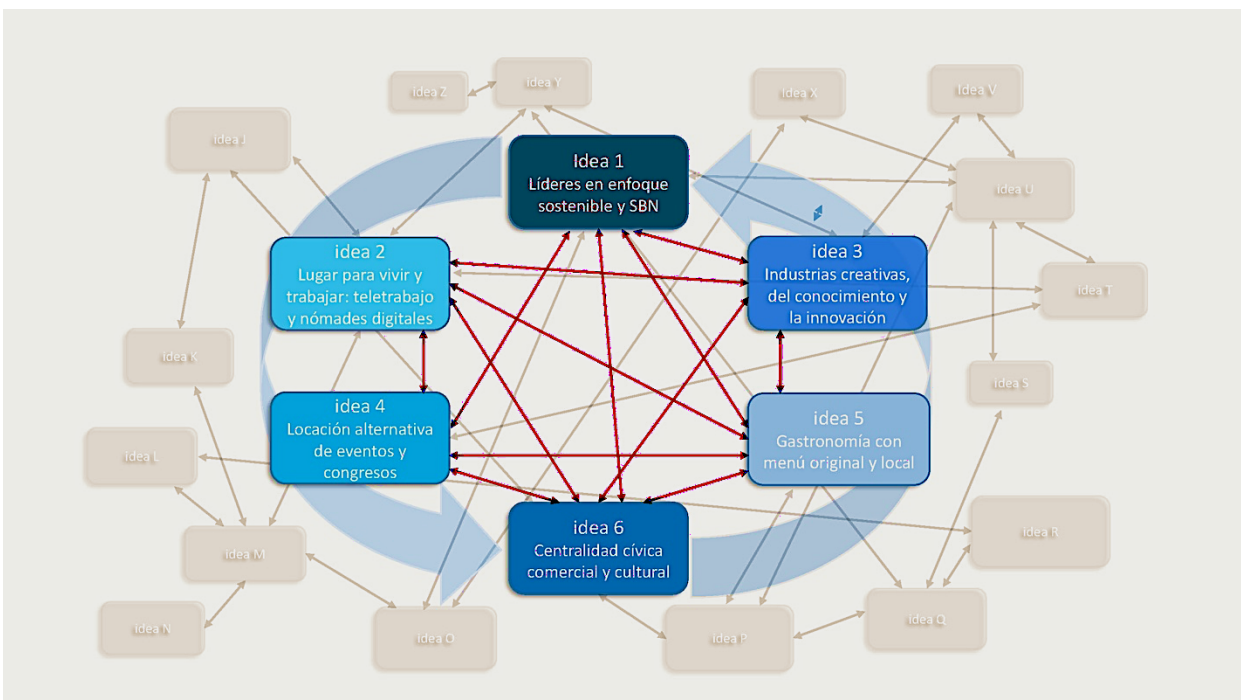 idea Z
idea Y
idea X
Idea V
idea J
Idea 1
Líderes en enfoque
sostenible y SBN
idea U
idea 2
Lugar para vivir y
trabajar: teletrabajo
y nómades digitales
idea 3
Industrias creativas,
del conocimiento y
la innovación
idea T
idea K
idea S
idea 4
Locación alternativa
de eventos y
congresos
idea 5
Gastronomía con
menú original y local
idea L
idea R
idea 6
Centralidad cívica
comercial y cultural
idea M
idea Q
idea N
idea O
idea P